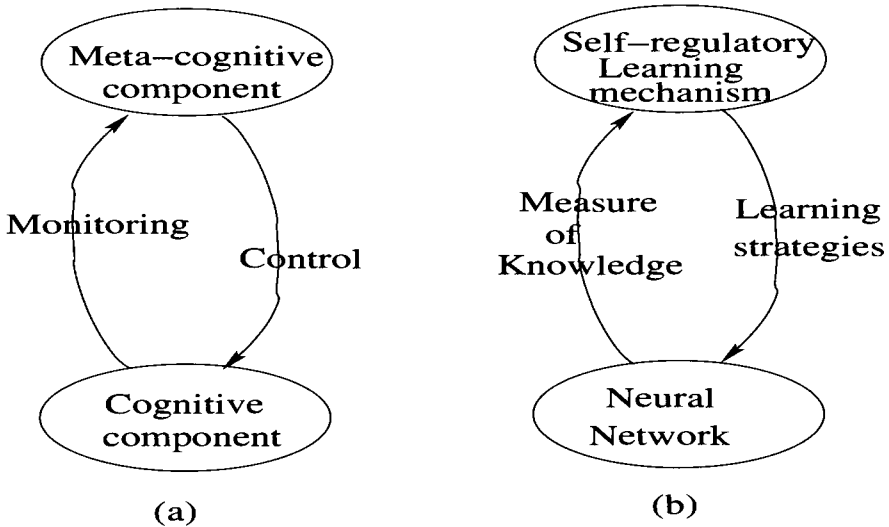 Meta-cognitive
component
Monitoring
Control
Cognitive
component
(a)
Self-regulatory
Learning
mechanism
Measure
of
Knowledge
Learning
strategies
Neural
Network
(b)